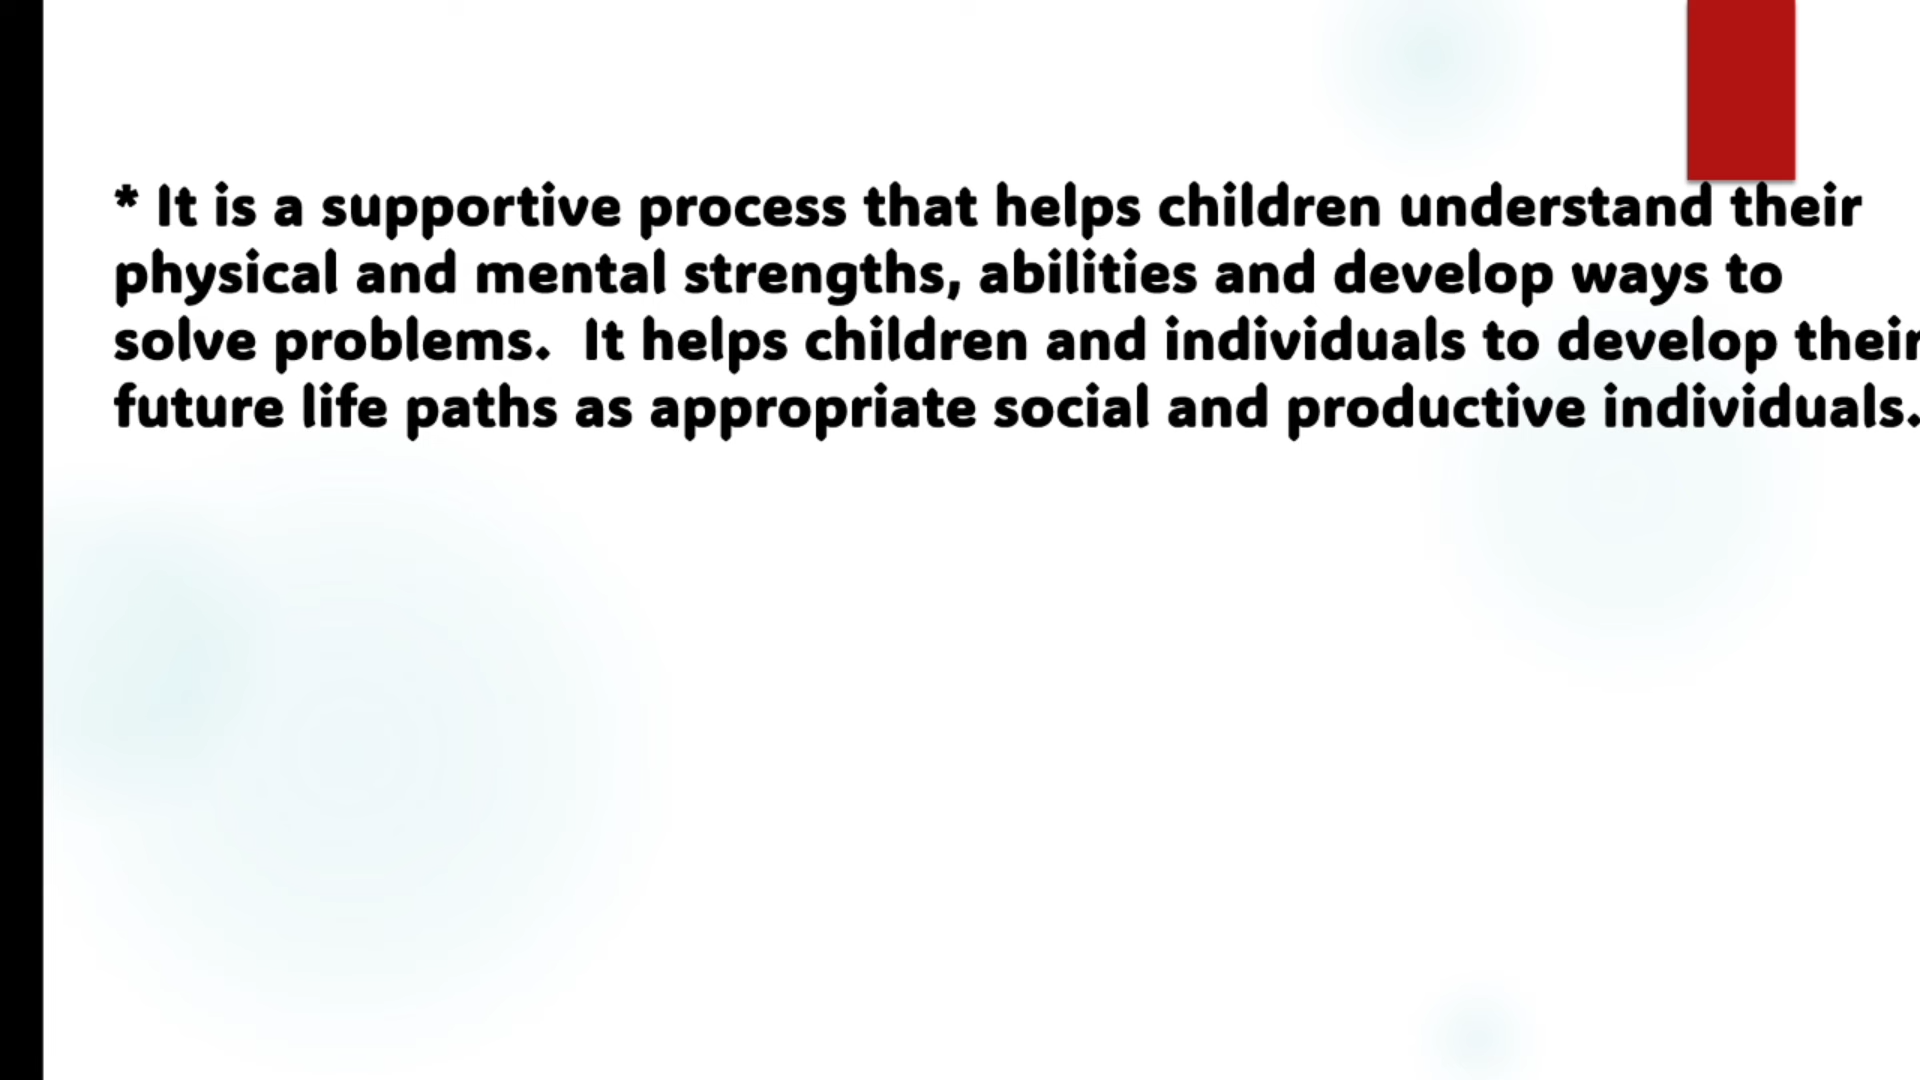 * It is a supportive process that helps children understand their
physical and mental strengths, abilities and develop ways to
solve problems.  It helps children and individuals to develop their
future life paths as appropriate social and productive individuals.